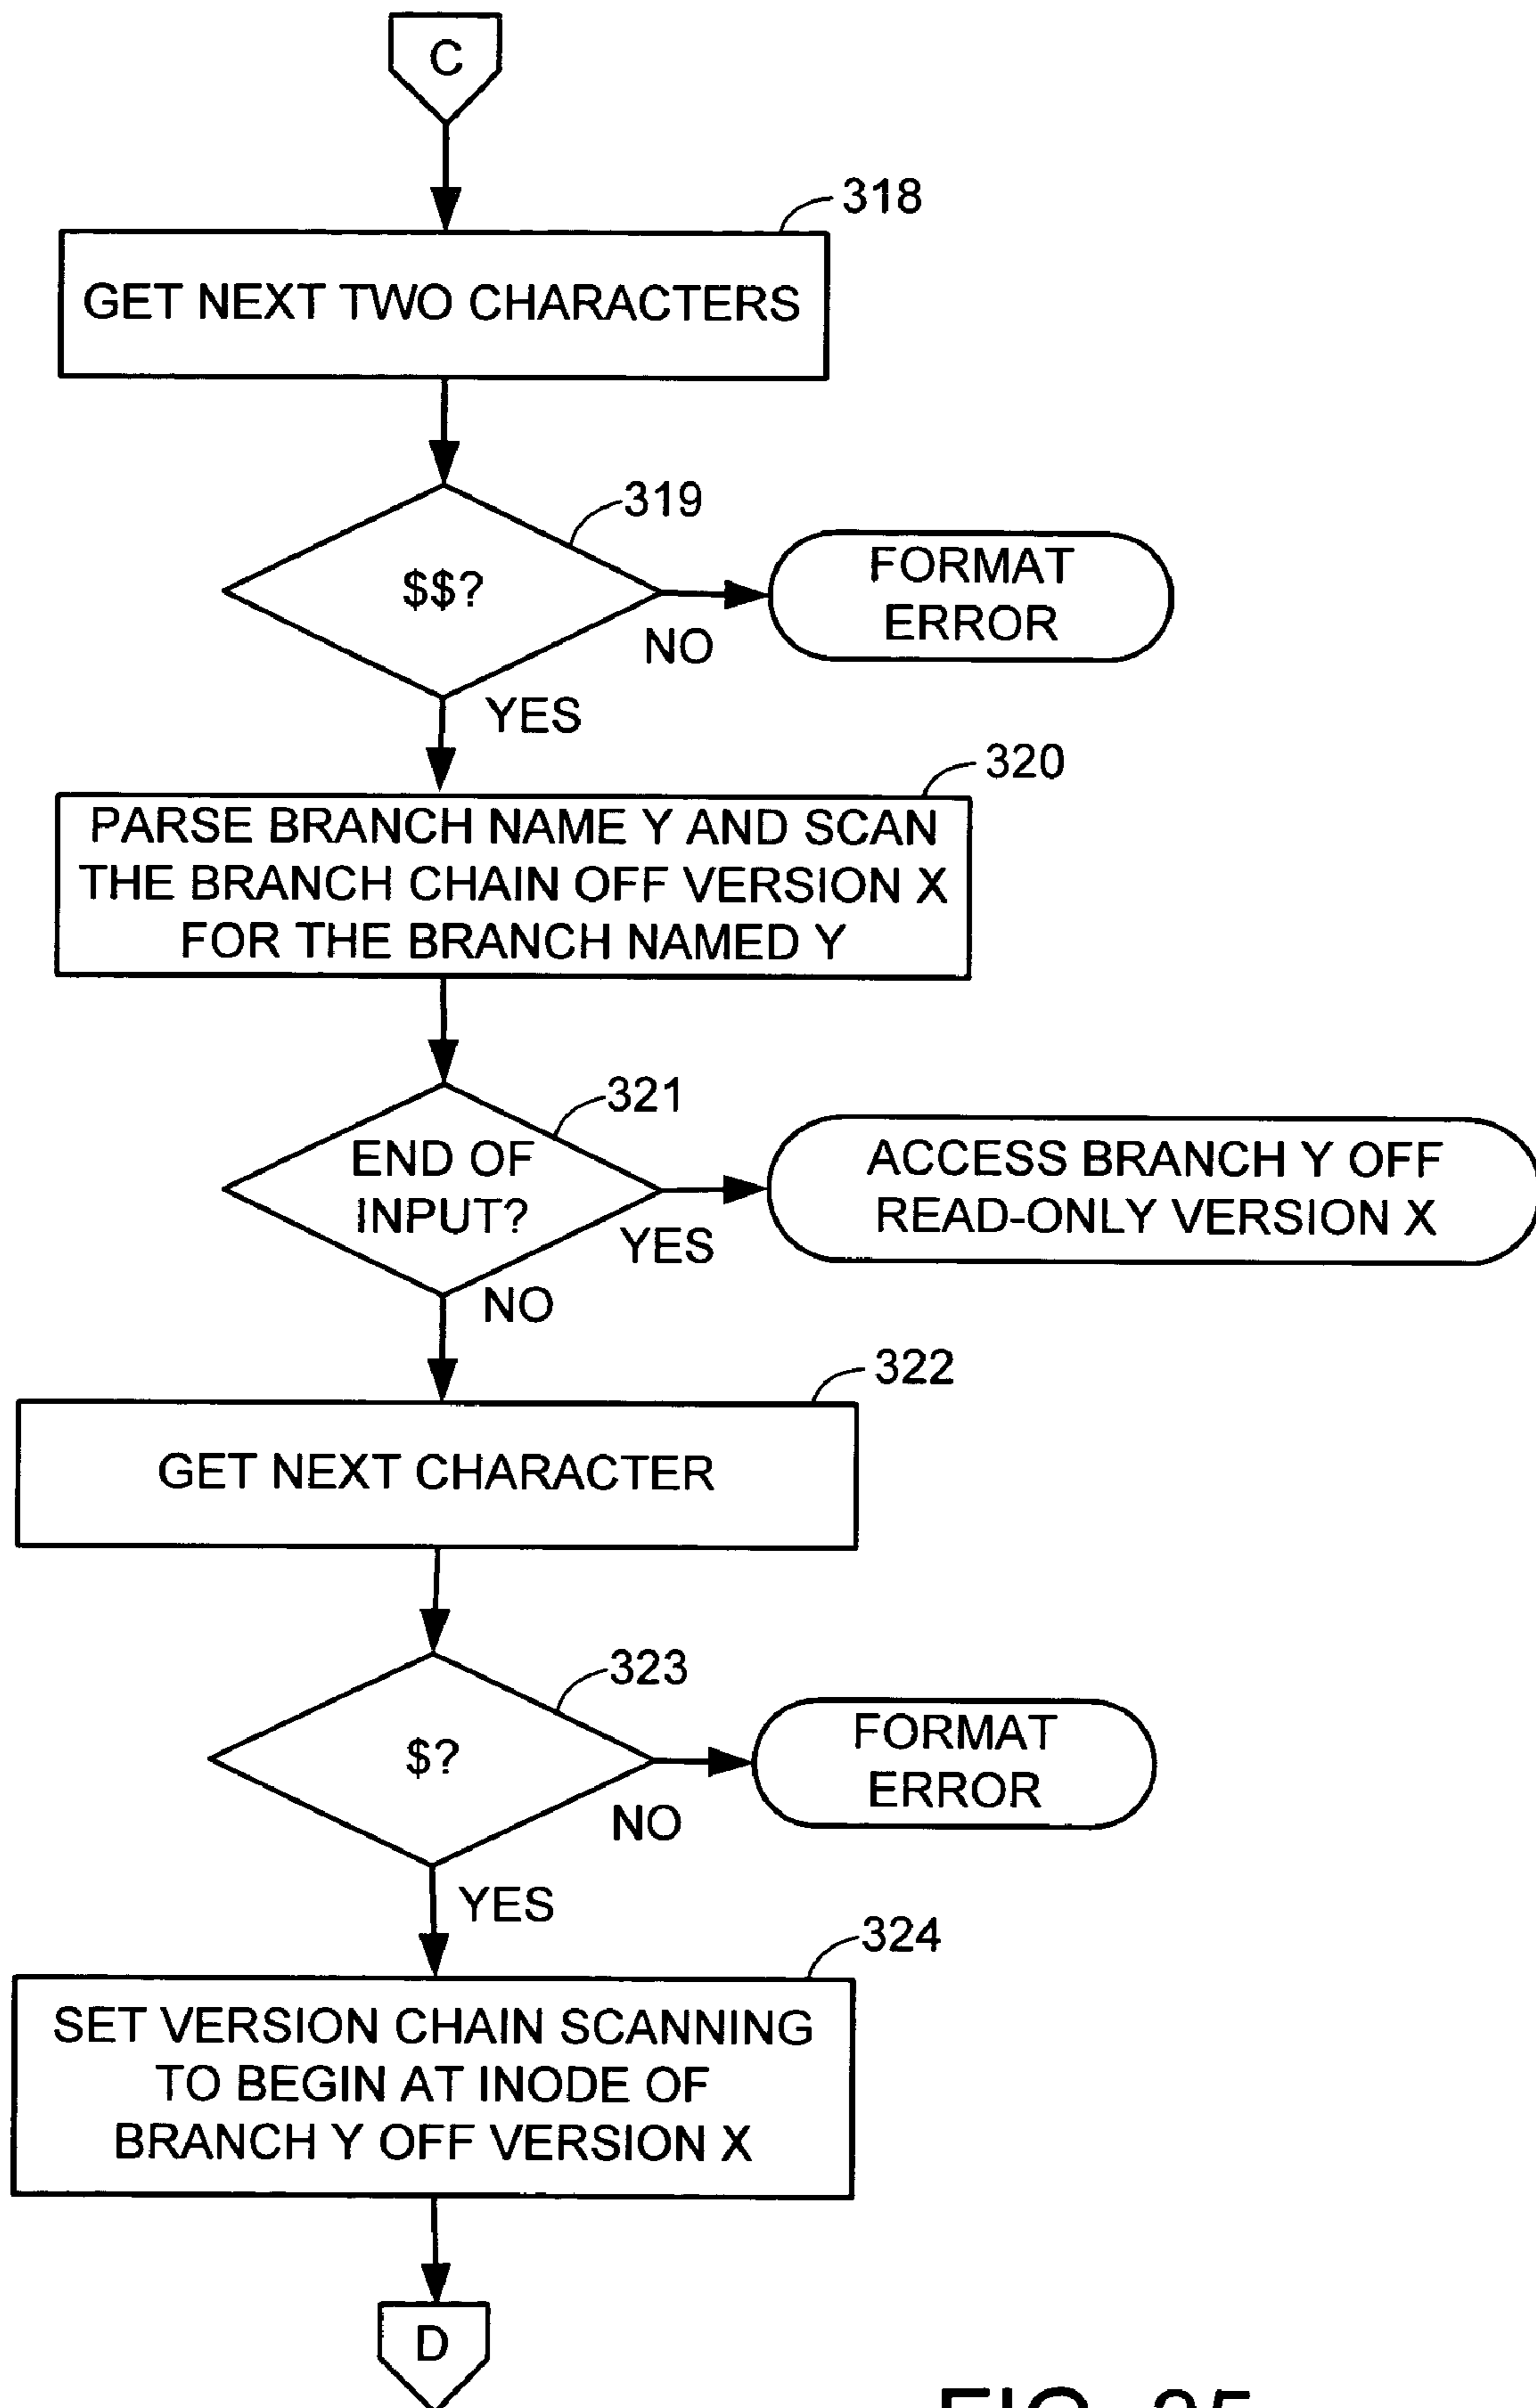 C
318
GET NEXT TWO CHARACTERS
319
$$?
FORMAT
ERROR
NO
YES
320
PARSE BRANCH NAME Y AND SCAN
THE BRANCH CHAIN OFF VERSION X
FOR THE BRANCH NAMED Y
321
END OF
INPUT?
ACCESS BRANCH Y OFF
READ-ONLY VERSION X
YES
NO
322
GET NEXT CHARACTER
323
$?
FORMAT
ERROR
NO
YES
324
SET VERSION CHAIN SCANNING
TO BEGIN AT INODE OF
BRANCH Y OFF VERSION X
D